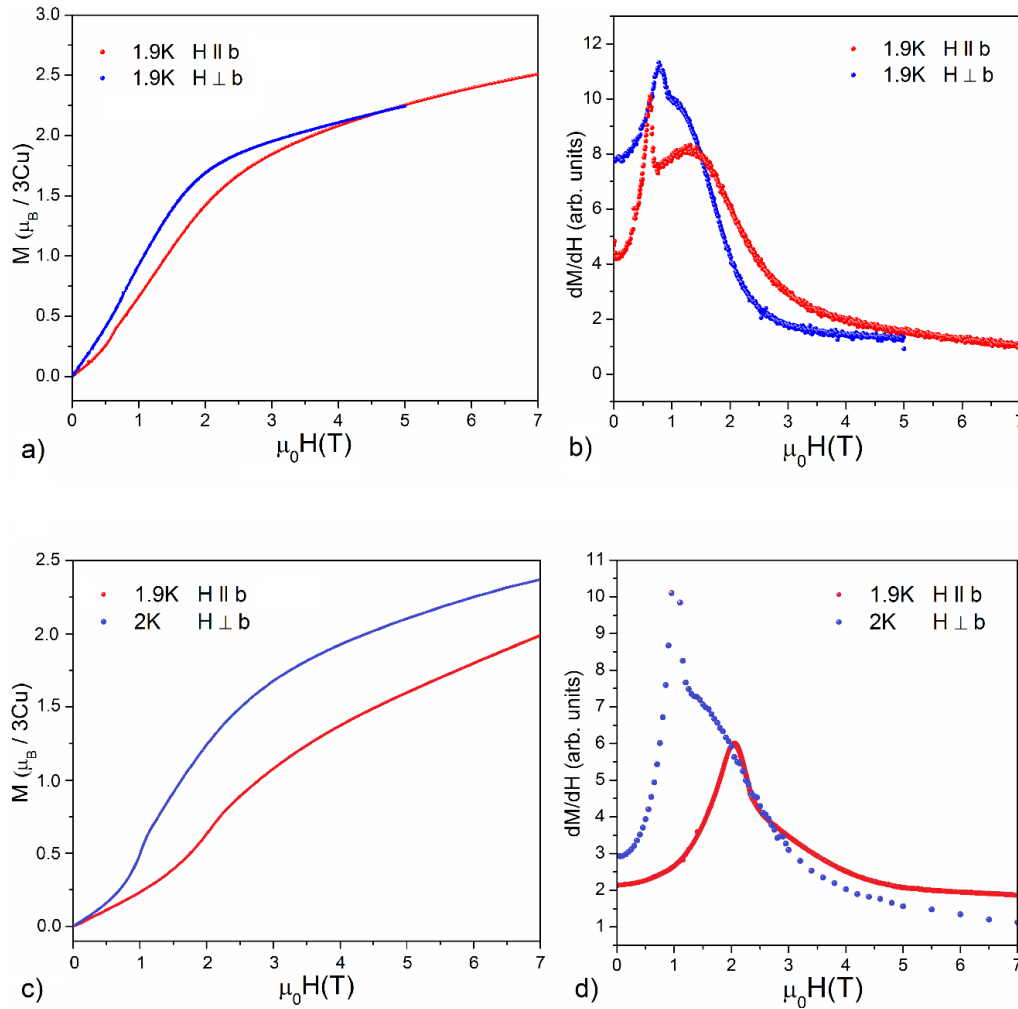 3.0
2.5
2.0
1.5
1.0
0.5
0.0
M (μB / 3Cu)
1.9K H || b
1.9K H ⊥ b
0 1 2 3 4 5 6 7
μ0H(T)
a)
12
10
8
6
4
2
0
dM/dH (arb. units)
1.9K H || b
1.9K H ⊥ b
0 1 2 3 4 5 6 7
μ0H(T)
b)
2.5
2.0
1.5
1.0
0.5
0.0
M (μB / 3Cu)
1.9K H || b
2K H ⊥ b
0 1 2 3 4 5 6 7
μ0H(T)
c)
11
10
9
8
7
6
5
4
3
2
1
dM/dH (arb. units)
1.9K H || b
2K H ⊥ b
0 1 2 3 4 5 6 7
μ0H(T)
d)